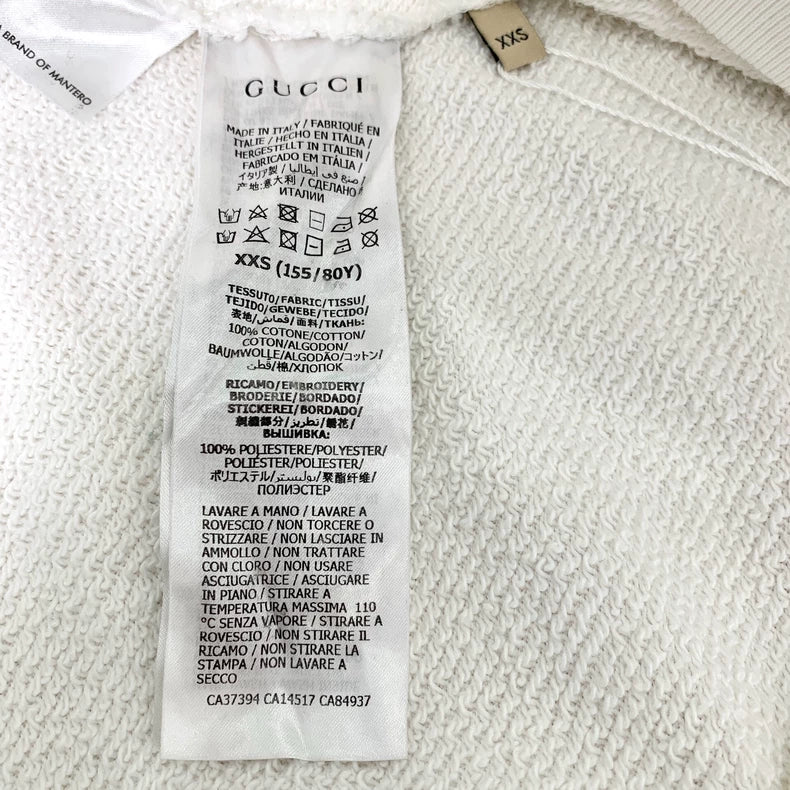 A BRAND OF MANTERO
XXS
GUCCI
MADE IN ITALY / FABRIQUÉ EN
ITALIE / HECHO EN ITALIA /
HERGESTELLT IN ITALIEN /
FABRICADO EM ITÁLIA /
イタリア製 / صنع في إيطاليا /
产地:意大利 / СДЕЛАНО
ИТАЛИИ
XXS (155/80Y)
TESSUTO/FABRIC/TISSU/
TEJIDO/GEWEBE/TECIDO/
表地/قماش/面料/ТКАНЬ:
100% COTONE/COTTON/
COTON/ALGODON/
BAUMWOLLE/ALGODÃO/コットン/
قطن/棉/ХЛОПОК
RICAMO/EMBROIDERY/
BRODERIE/BORDADO/
STICKEREI/BORDADO/
刺繍部分/تطريز/繡花/
ВЫШИВКА:
100% POLIESTERE/POLYESTER/
POLYESTER/POLIÉSTER/
ポリエステル/بوليستر/聚酯纤维/
ПОЛИЭСТЕР
LAVARE A MANO / LAVARE A
ROVESCIO / NON TORCERE O
STRIZZARE / NON LASCIARE IN
AMMOLLO / NON TRATTARE
CON CLORO / NON USARE
ASCIUGATRICE / ASCIUGARE
IN PIANO / STIRARE A
TEMPERATURA MASSIMA 110
°C SENZA VAPORE / STIRARE A
ROVESCIO / NON STIRARE IL
RICAMO / NON STIRARE LA
STAMPA / NON LAVARE A
SECCO
CA37394 CA14517 CA84937